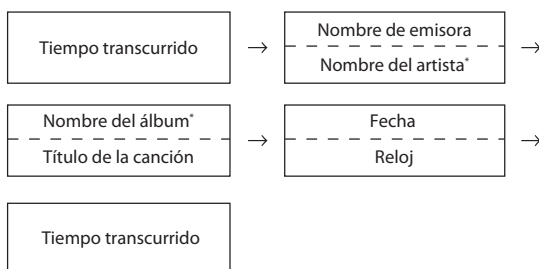 Tiempo transcurrido
→
Nombre de emisora
Nombre del artista*
→
Nombre del álbum*
Título de la canción
→
Fecha
Reloj
→
Tiempo transcurrido